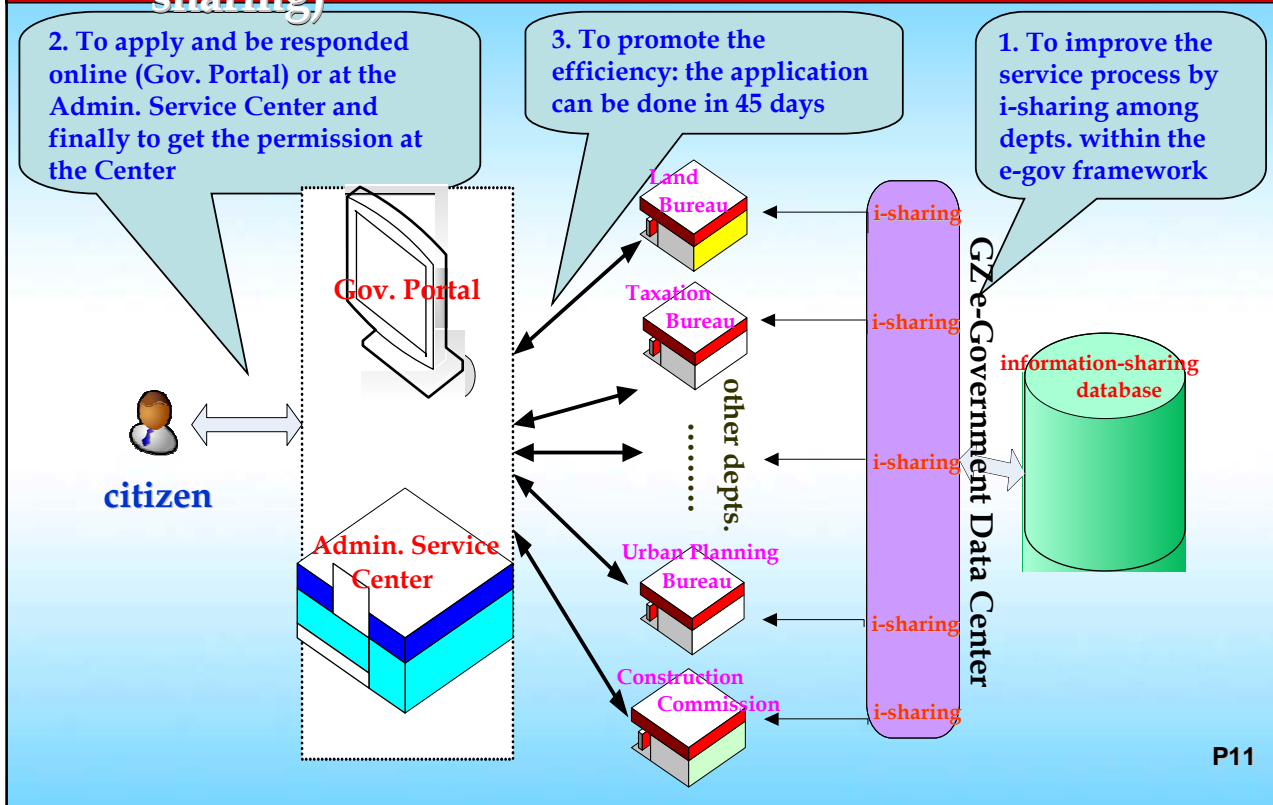 sharing)
2. To apply and be responded
online (Gov. Portal) or at the
Admin. Service Center and
finally to get the permission at
the Center
3. To promote the
efficiency: the application
can be done in 45 days
1. To improve the
service process by
i-sharing among
depts. within the
e-gov framework
Land
Bureau
i-sharing
Gov. Portal
Taxation
Bureau
i-sharing
GZ e-Government Data Center
information-sharing
database
other depts.
………
i-sharing
citizen
Admin. Service
Center
Urban Planning
Bureau
i-sharing
Construction
Commission
i-sharing
P11